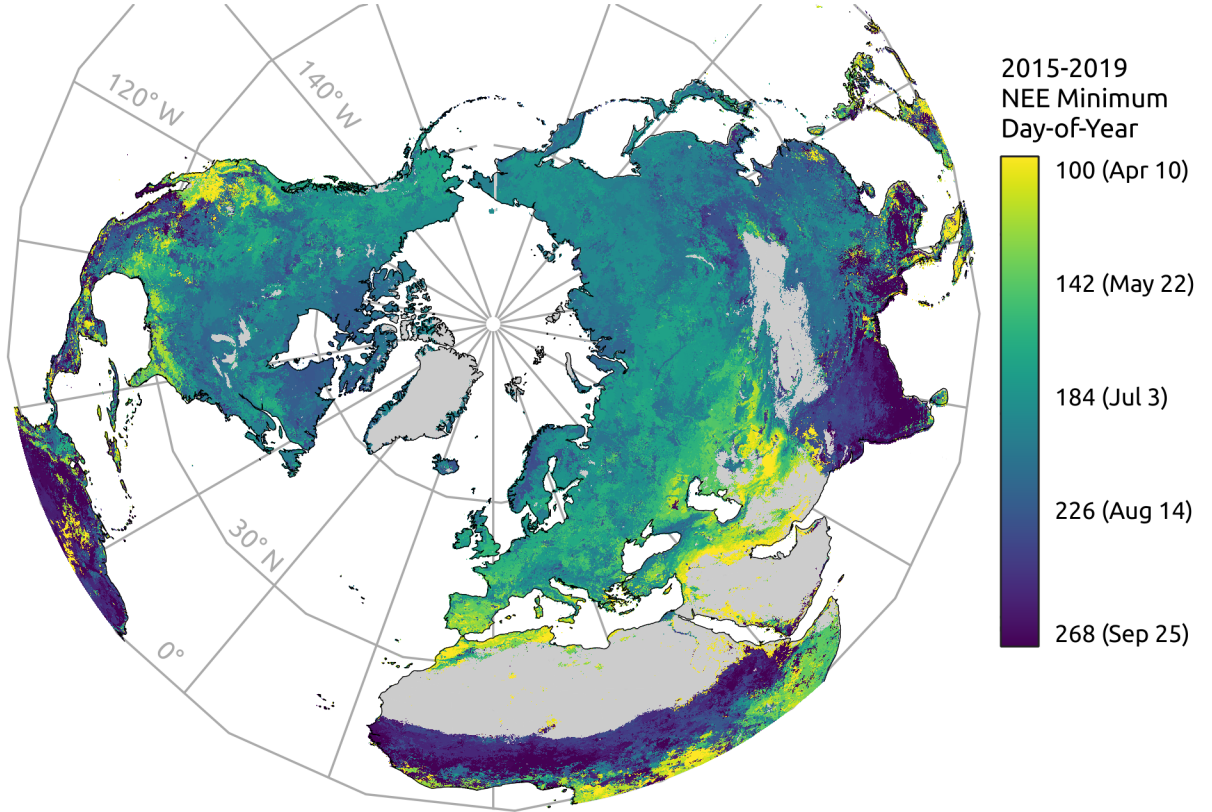 120° W
140° W
30° N
0°
2015-2019
NEE Minimum
Day-of-Year
100 (Apr 10)
142 (May 22)
184 (Jul 3)
226 (Aug 14)
268 (Sep 25)